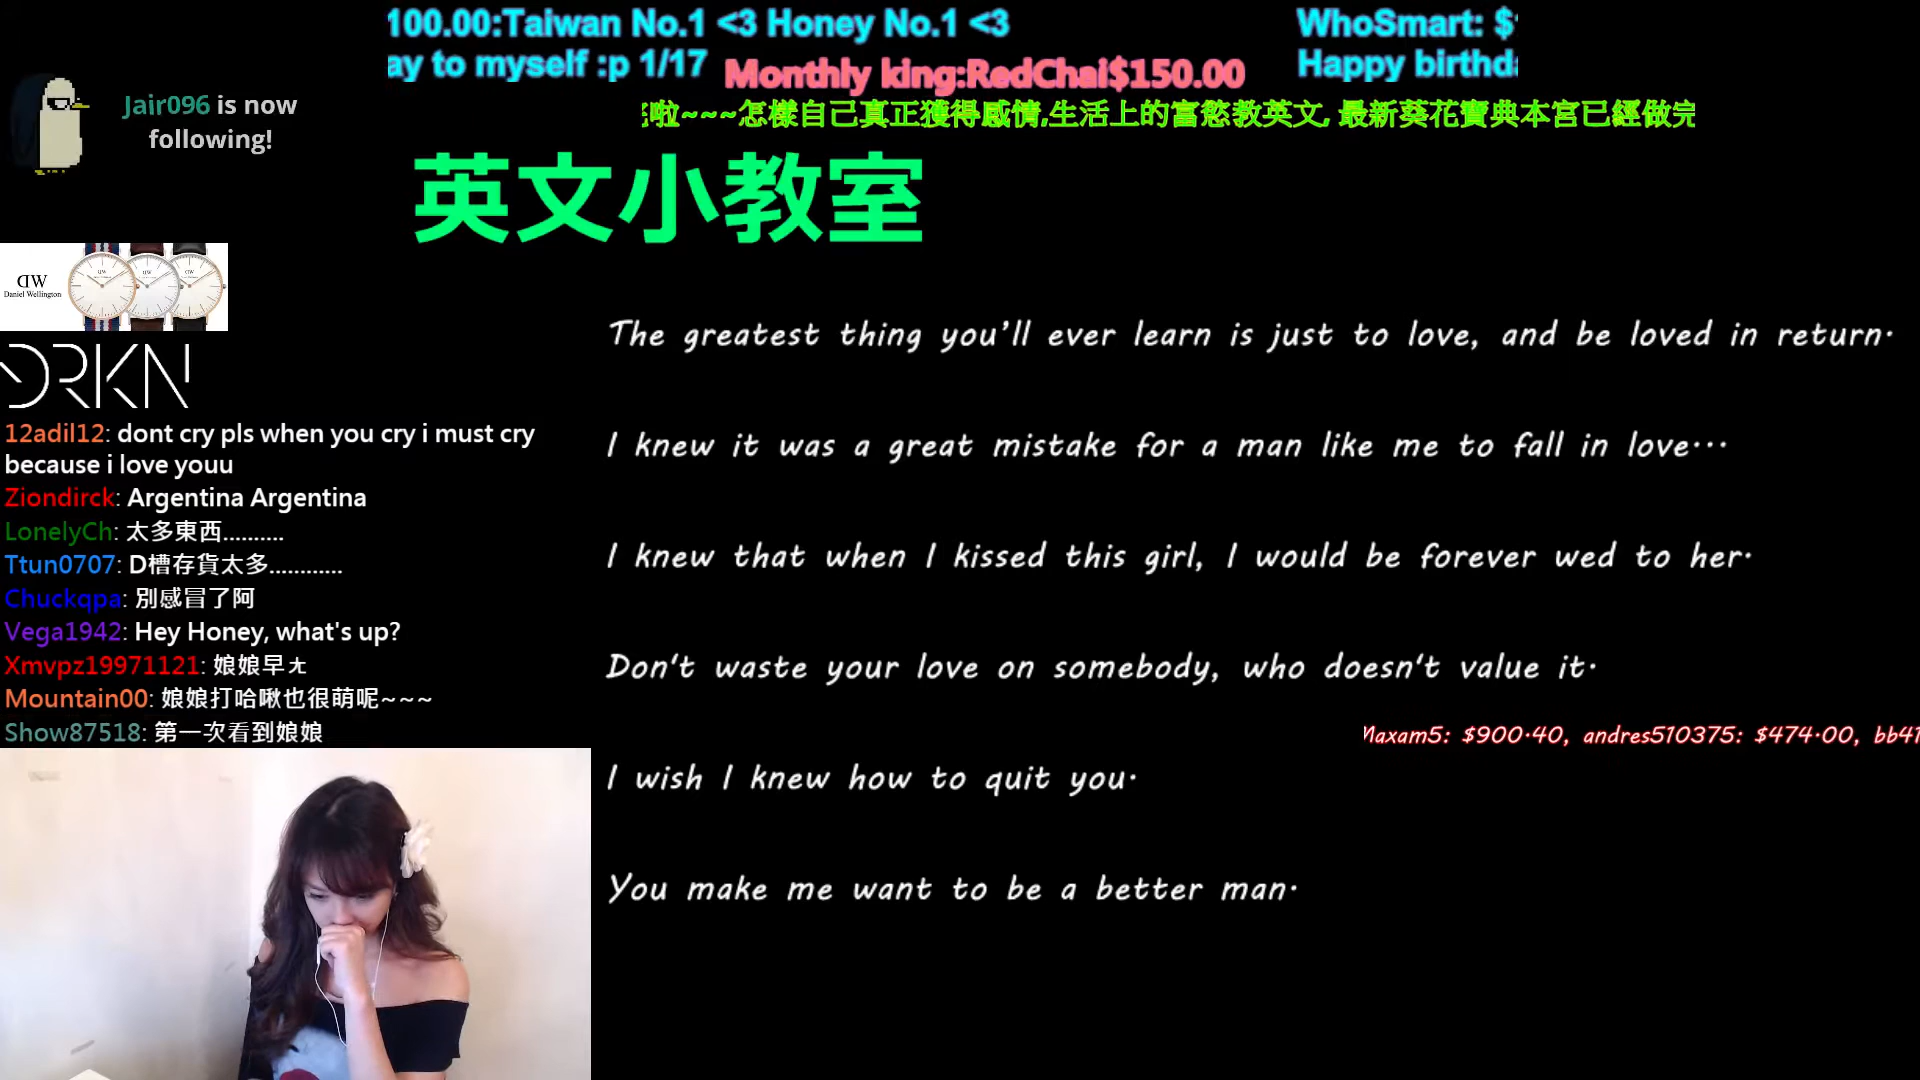 100.00:Taiwan No.1 <3 Honey No.1 <3
WhoSmart: $
ay to myself :p 1/17
Happy birthd
Monthly king:RedChai$150.00
啦~~~怎樣自己真正獲得感情,生活上的富慾教英文, 最新葵花寶典本宮已經做完
Jair096 is now
following!
英文小教室
DW
Daniel Wellington
DRKN
The greatest thing you'll ever learn is just to love, and be loved in return.
I knew it was a great mistake for a man like me to fall in love...
I knew that when I kissed this girl, I would be forever wed to her.
Don't waste your love on somebody, who doesn't value it.
I wish I knew how to quit you.
You make me want to be a better man.
12adil12: dont cry pls when you cry i must cry
because i love youu
Ziondirck: Argentina Argentina
LonelyCh: 太多東西..........
Ttun0707: D槽存貨太多............
Chuckqpa: 別感冒了阿
Vega1942: Hey Honey, what's up?
Xmvpz19971121: 娘娘早ㄤ
Mountain00: 娘娘打哈啾也很萌呢~~~
Show87518: 第一次看到娘娘
Maxam5: $900.40, andres510375: $474.00, bb41